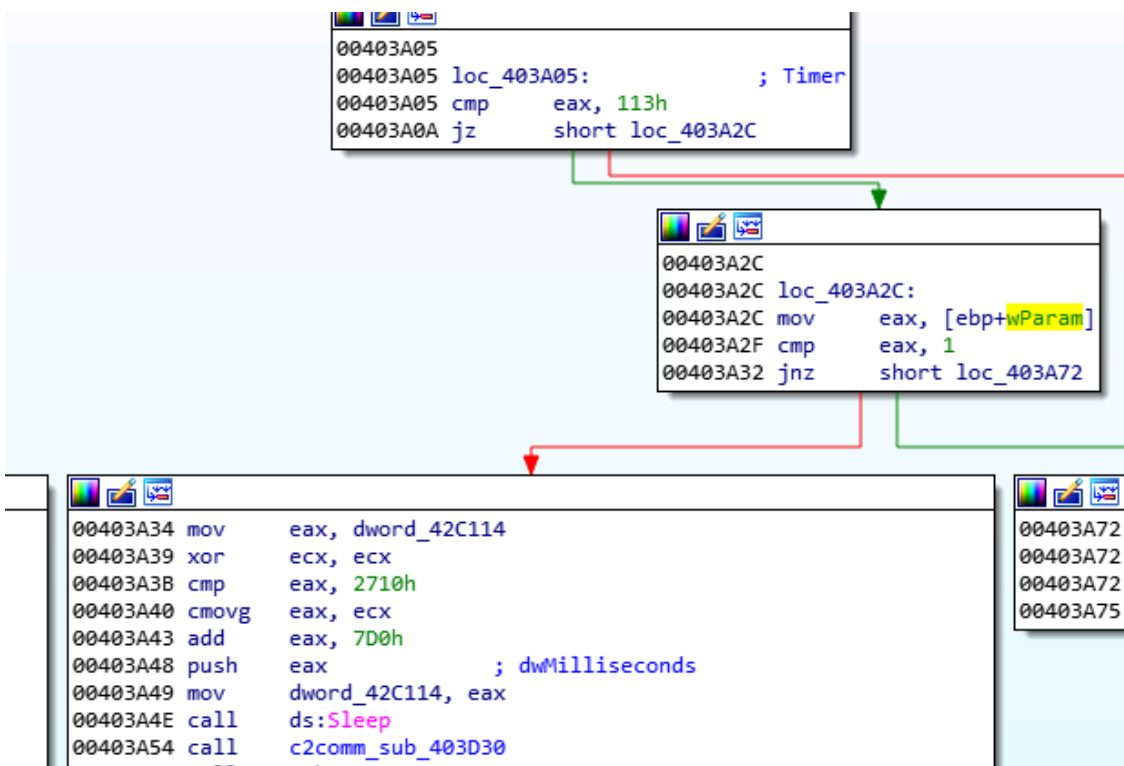 00403A05
00403A05 loc_403A05: ; Timer
00403A05 cmp eax, 113h
00403A0A jz short loc_403A2C
00403A2C
00403A2C loc_403A2C:
00403A2C mov eax, [ebp+wParam]
00403A2F cmp eax, 1
00403A32 jnz short loc_403A72
00403A34 mov eax, dword_42C114
00403A39 xor ecx, ecx
00403A3B cmp eax, 2710h
00403A40 cmovg eax, ecx
00403A43 add eax, 7D0h
00403A48 push eax ; dwMilliseconds
00403A49 mov dword_42C114, eax
00403A4E call ds:Sleep
00403A54 call c2comm_sub_403D30
00403A72
00403A72
00403A72
00403A75